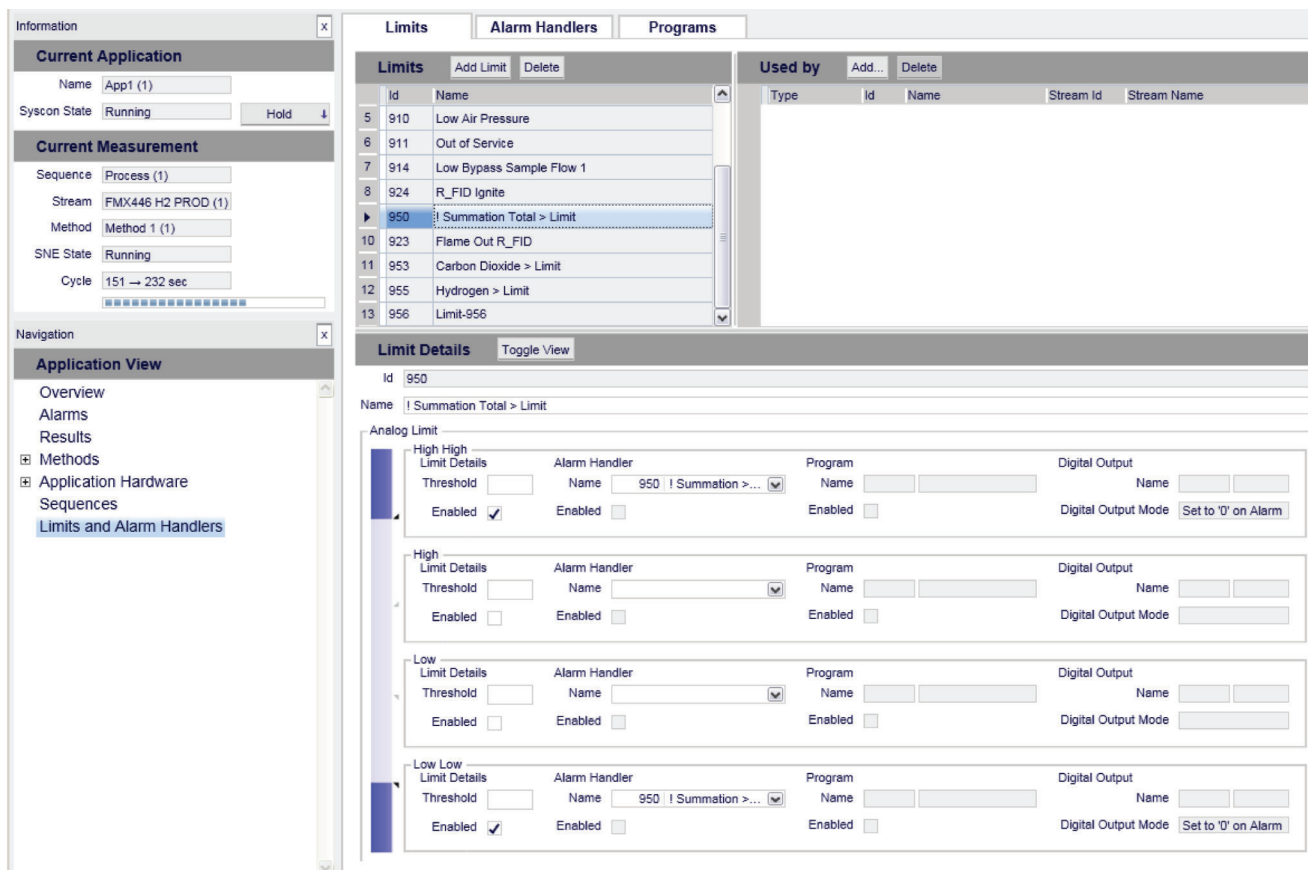 Information x
Current Application
Name App1 (1)
Syscon State Running Hold
Current Measurement
Sequence Process (1)
Stream FMX446 H2 PROD (1)
Method Method 1 (1)
SNE State Running
Cycle 151 → 232 sec
Navigation x
Application View
Overview
Alarms
Results
Methods
Application Hardware
Sequences
Limits and Alarm Handlers
Limits Alarm Handlers Programs
Limits Add Limit Delete
Id Name
5 910 Low Air Pressure
6 911 Out of Service
7 914 Low Bypass Sample Flow 1
8 924 R_FID Ignite
950 ! Summation Total > Limit
10 923 Flame Out R_FID
11 953 Carbon Dioxide > Limit
12 955 Hydrogen > Limit
13 956 Limit-956
Used by Add... Delete
Type Id Name Stream Id Stream Name
Limit Details Toggle View
Id 950
Name ! Summation Total > Limit
Analog Limit
High High
Limit Details Alarm Handler Program Digital Output
Threshold Name 950 ! Summation >... Name Name
Enabled Enabled Enabled Digital Output Mode Set to '0' on Alarm
High
Limit Details Alarm Handler Program Digital Output
Threshold Name Name Name
Enabled Enabled Enabled Digital Output Mode
Low
Limit Details Alarm Handler Program Digital Output
Threshold Name Name Name
Enabled Enabled Enabled Digital Output Mode
Low Low
Limit Details Alarm Handler Program Digital Output
Threshold Name 950 ! Summation >... Name Name
Enabled Enabled Enabled Digital Output Mode Set to '0' on Alarm